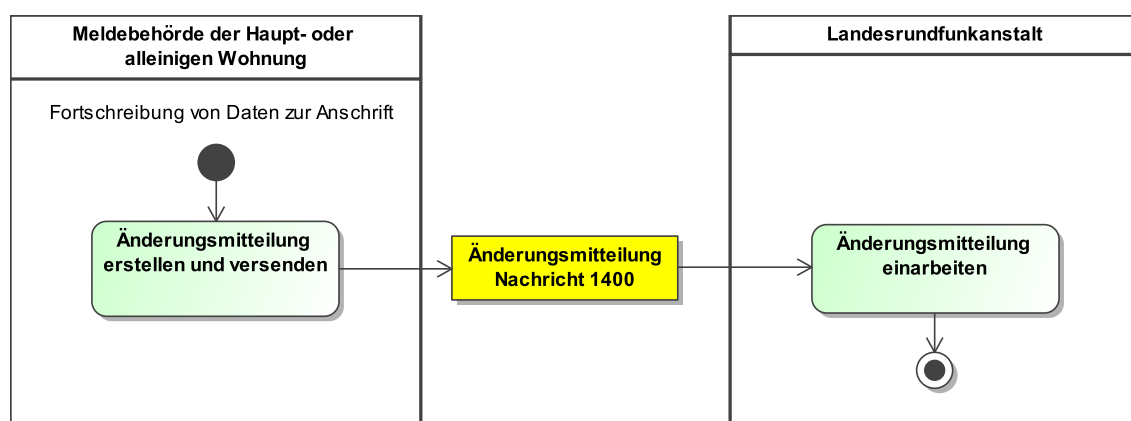 Meldebehörde der Haupt- oder
alleinigen Wohnung
Landesrundfunkanstalt
Fortschreibung von Daten zur Anschrift
Änderungsmitteilung
erstellen und versenden
Änderungsmitteilung
Nachricht 1400
Änderungsmitteilung
einarbeiten